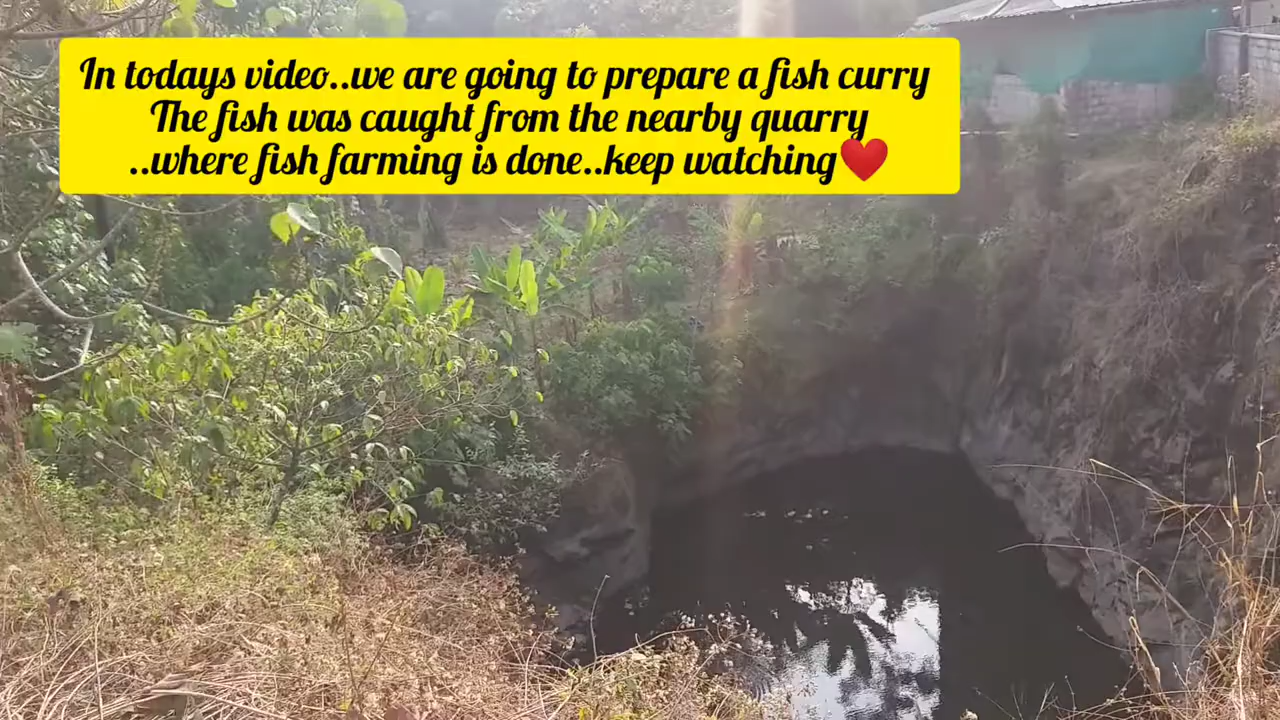 In todays video..we are going to prepare a fish curry
The fish was caught from the nearby quarry
..where fish farming is done..keep watching❤️